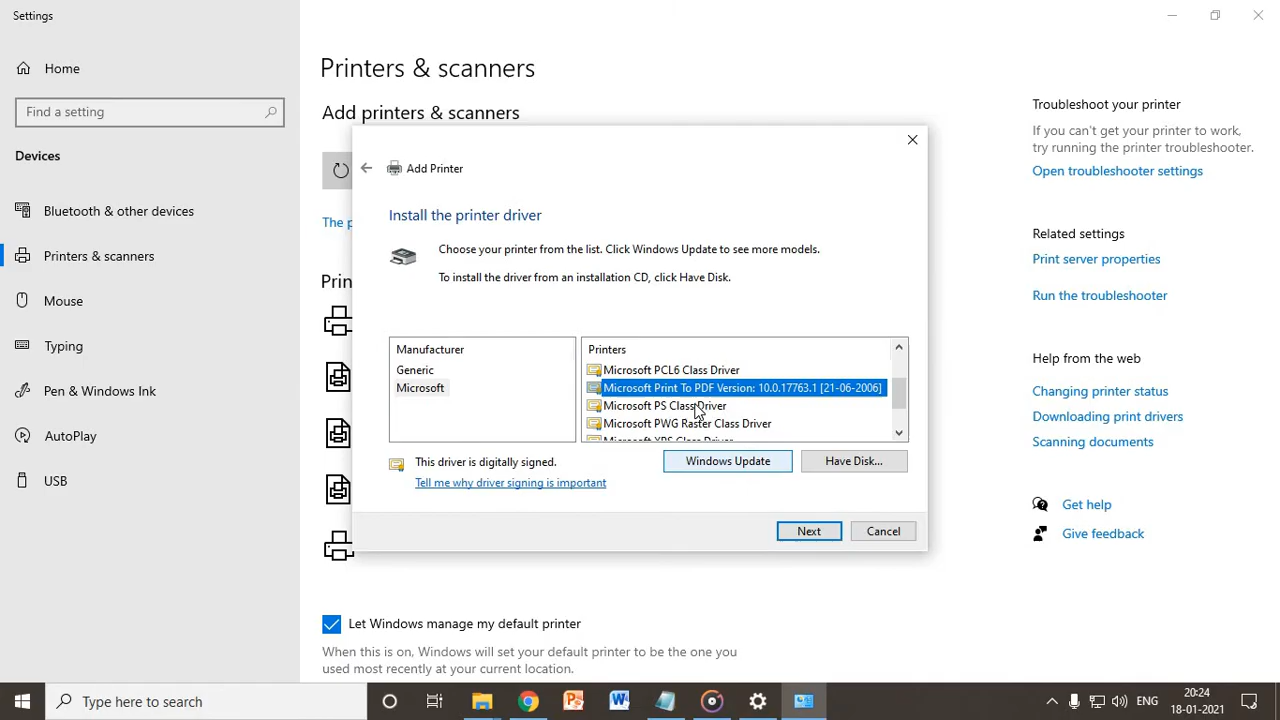 Settings
Home
Find a setting
Devices
Bluetooth & other devices
Printers & scanners
Mouse
Typing
Pen & Windows Ink
AutoPlay
USB
Printers & scanners
Add printers & scanners
The p
Prin
Add Printer
Install the printer driver
Choose your printer from the list. Click Windows Update to see more models.
To install the driver from an installation CD, click Have Disk.
Manufacturer
Generic
Microsoft
Printers
Microsoft PCL6 Class Driver
Microsoft Print To PDF Version: 10.0.17763.1 [21-06-2006]
Microsoft PS Class Driver
Microsoft PWG Raster Class Driver
Microsoft XPS Class Driver
This driver is digitally signed.
Tell me why driver signing is important
Windows Update
Have Disk...
Next
Cancel
Let Windows manage my default printer
When this is on, Windows will set your default printer to be the one you
used most recently at your current location.
Troubleshoot your printer
If you can't get your printer to work,
try running the printer troubleshooter.
Open troubleshooter settings
Related settings
Print server properties
Run the troubleshooter
Help from the web
Changing printer status
Downloading print drivers
Scanning documents
Get help
Give feedback
Type here to search
ENG
20:24
18-01-2021